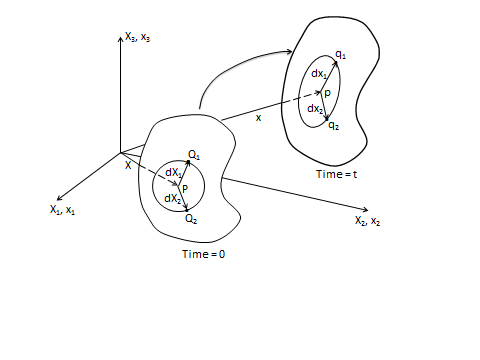 X3, x3
q1
dx1
p
dx2
q2
x
Time = t
Q1
X
dX1
P
dX2
Q2
X1, x1
X2, x2
Time = 0